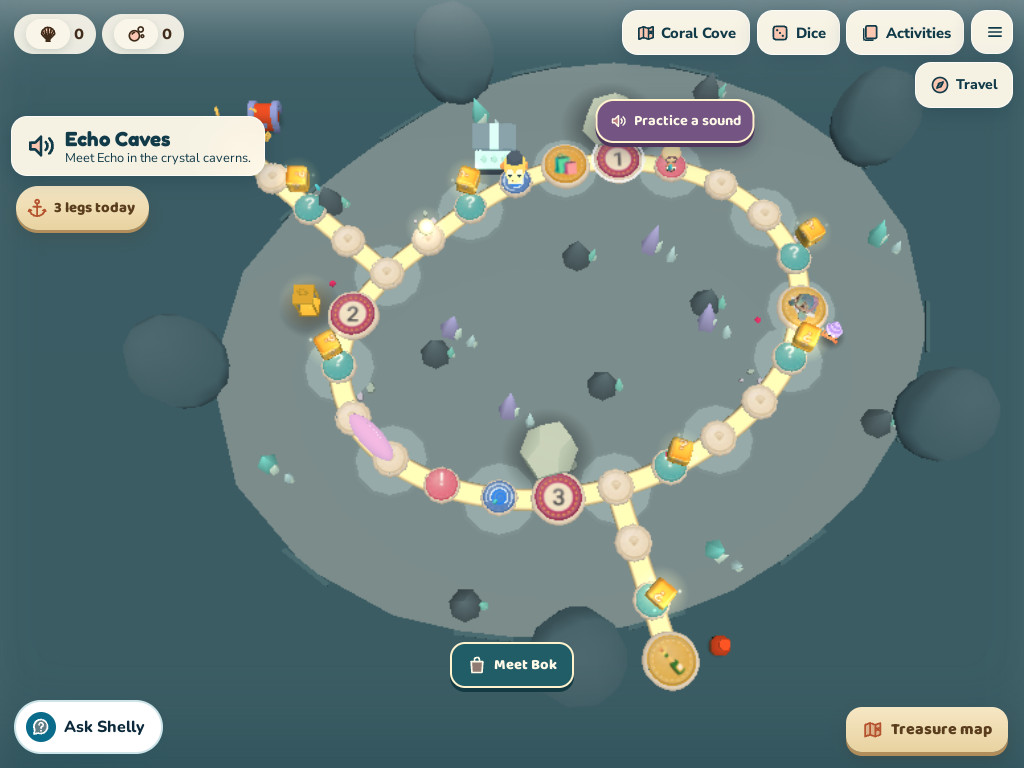 0
0
Coral Cove
Dice
Activities
Travel
Echo Caves
Meet Echo in the crystal caverns.
3 legs today
Practice a sound
1
?
?
?
2
?
?
!
3
Meet Bok
Ask Shelly
Treasure map